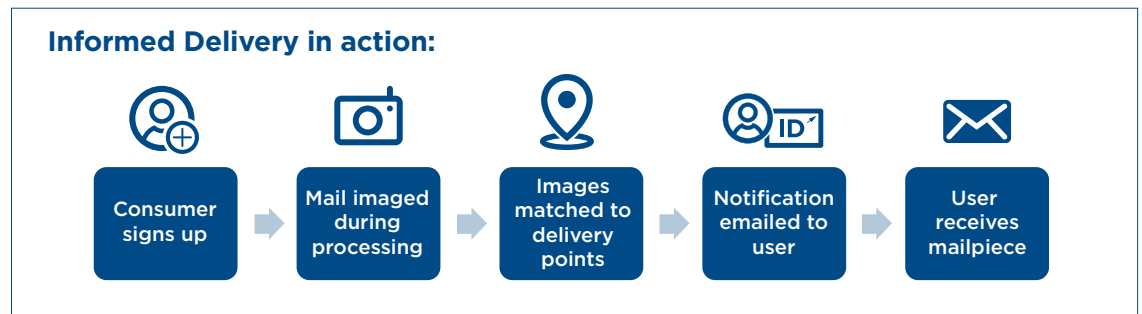 Informed Delivery in action:
ID
Consumer
signs up
Mail imaged
during
processing
Images
matched to
delivery
points
Notification
emailed to
user
User
receives
mailpiece